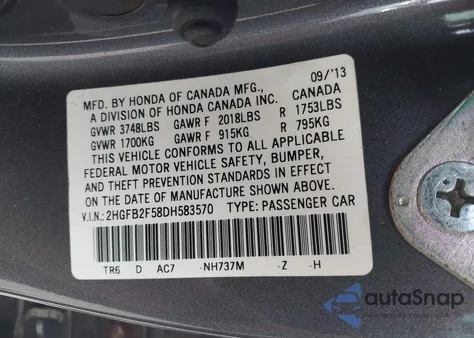 MFD. BY HONDA OF CANADA MFG., 09/'13
A DIVISION OF HONDA CANADA INC. CANADA
GVWR 3748LBS GAWR F 2018LBS R 1753LBS
GVWR 1700KG GAWR F 915KG R 795KG
THIS VEHICLE CONFORMS TO ALL APPLICABLE
FEDERAL MOTOR VEHICLE SAFETY, BUMPER,
AND THEFT PREVENTION STANDARDS IN EFFECT
ON THE DATE OF MANUFACTURE SHOWN ABOVE.
V.I.N.: 2HGFB2F58DH583570 TYPE: PASSENGER CAR
TR6 D AC7 -NH737M -Z -H
autoSnap